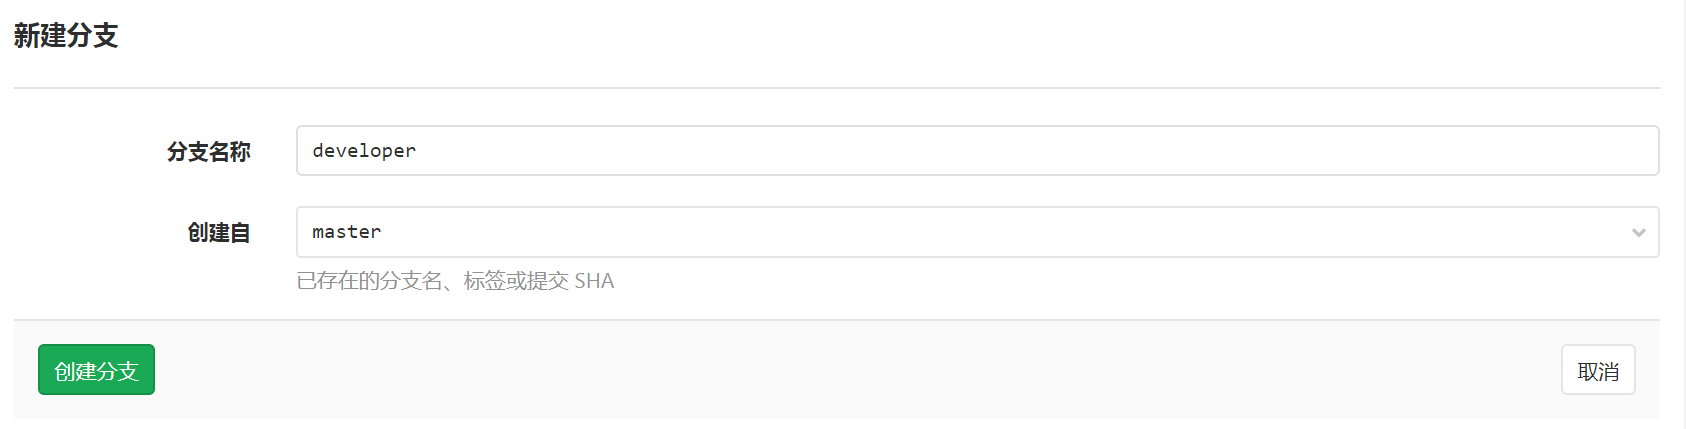 新建分支
分支名称
developer
创建自
master
已存在的分支名、标签或提交 SHA
创建分支
取消